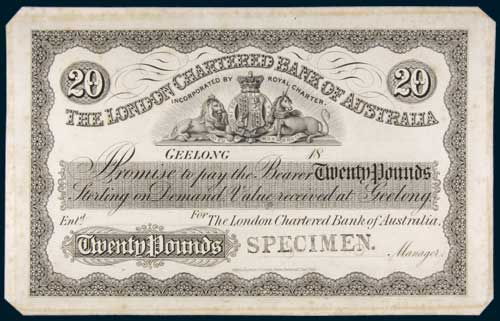 20 20
THE LONDON CHARTERED BANK OF AUSTRALIA
INCORPORATED BY ROYAL CHARTER.
GEELONG 18
Promise to pay the Bearer Twenty Pounds
Sterling on Demand, Value received at Geelong.
For The London Chartered Bank of Australia.
Entd.
Twenty Pounds SPECIMEN.
Manager.